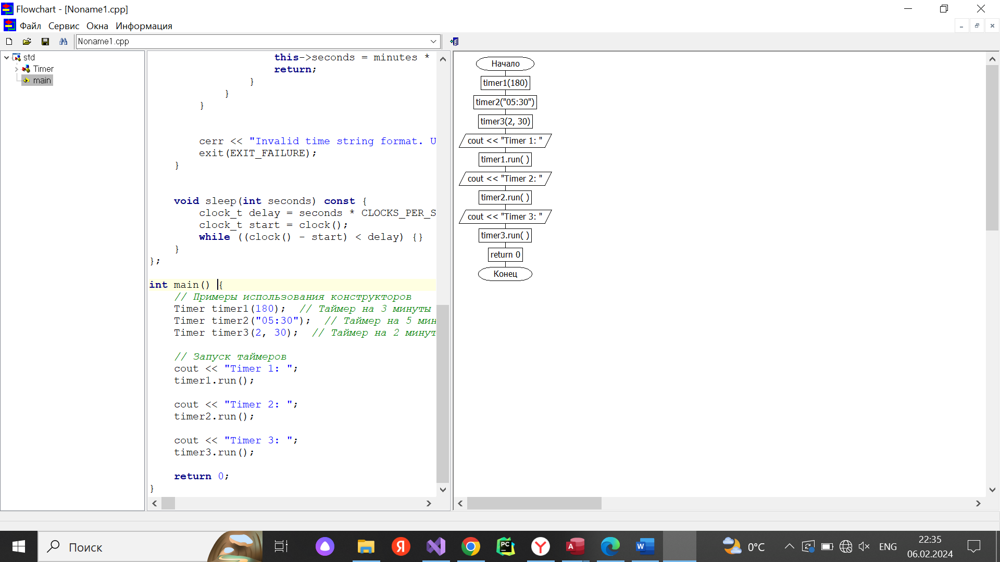 Flowchart - [Noname1.cpp]
Файл Сервис Окна Информация
Noname1.cpp
std
Timer
main
this->seconds = minutes *
return;
}
}
}
cerr << "Invalid time string format. U
exit(EXIT_FAILURE);
}
void sleep(int seconds) const {
clock_t delay = seconds * CLOCKS_PER_S
clock_t start = clock();
while ((clock() - start) < delay) {}
}
};
int main() {
// Примеры использования конструкторов
Timer timer1(180);  // Таймер на 3 минуты
Timer timer2("05:30");  // Таймер на 5 мин
Timer timer3(2, 30);  // Таймер на 2 минут
// Запуск таймеров
cout << "Timer 1: ";
timer1.run();
cout << "Timer 2: ";
timer2.run();
cout << "Timer 3: ";
timer3.run();
return 0;
}
Начало
timer1(180)
timer2("05:30")
timer3(2, 30)
cout << "Timer 1: "
timer1.run( )
cout << "Timer 2: "
timer2.run( )
cout << "Timer 3: "
timer3.run( )
return 0
Конец
Поиск
Я
PC
Y
A
W
0°C
ENG
22:35
06.02.2024